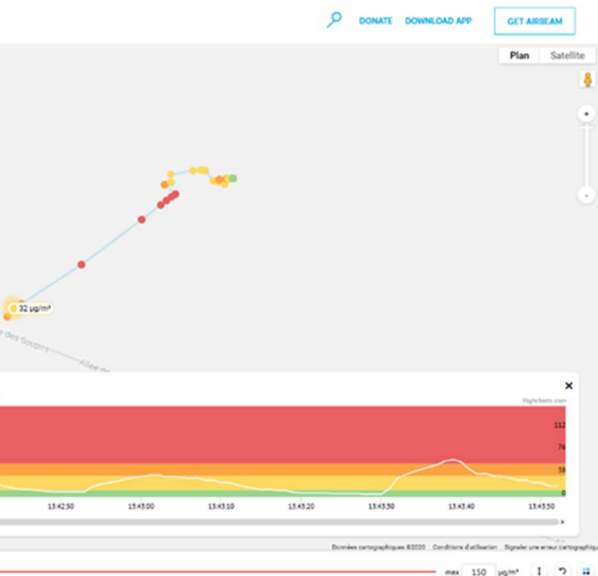 DONATE DOWNLOAD APP GET AIRBEAM
Plan Satellite
+
-
32 µg/m³
des Soupirs
Allée de
×
Highcharts.com
112
76
38
0
13:42:50 13:43:00 13:43:10 13:43:20 13:43:30 13:43:40 13:43:50
Données cartographiques ©2020 Conditions d'utilisation Signaler une erreur cartographiq
max 150 µg/m³